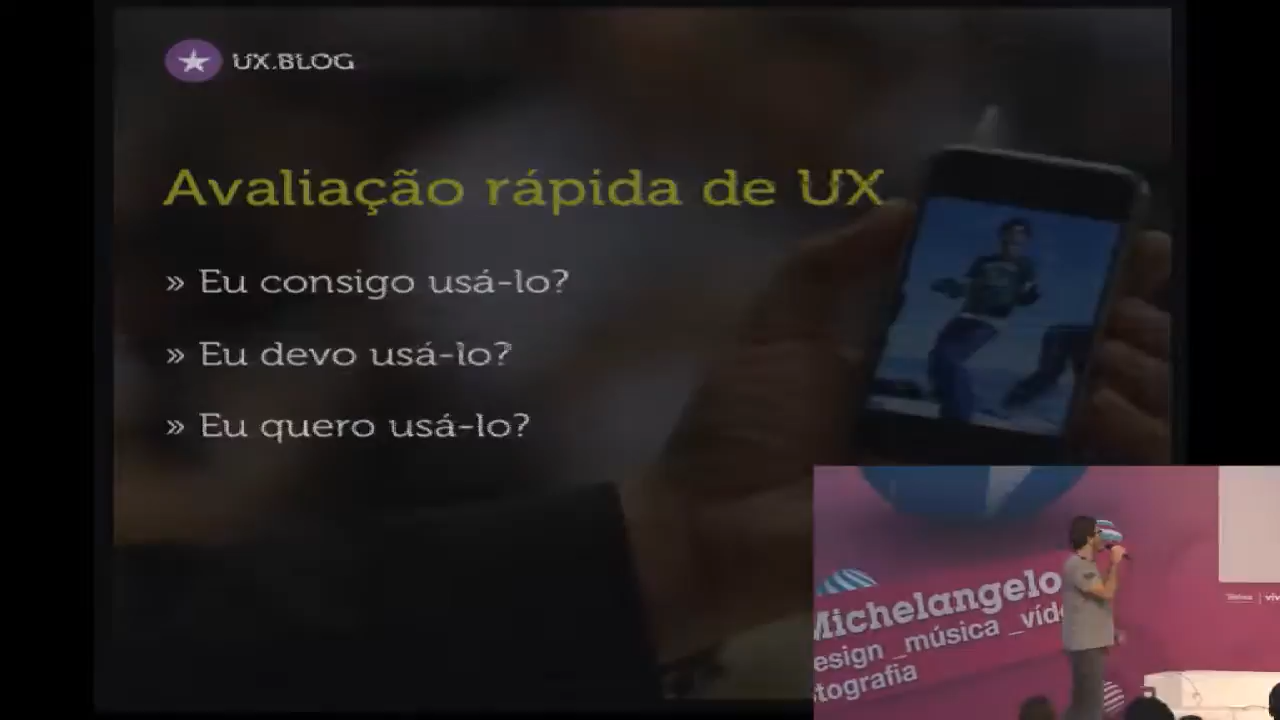 UX.BLOG
Avaliação rápida de UX
» Eu consigo usá-lo?
» Eu devo usá-lo?
» Eu quero usá-lo?
Michelangelo
esign _música _víd
tografia